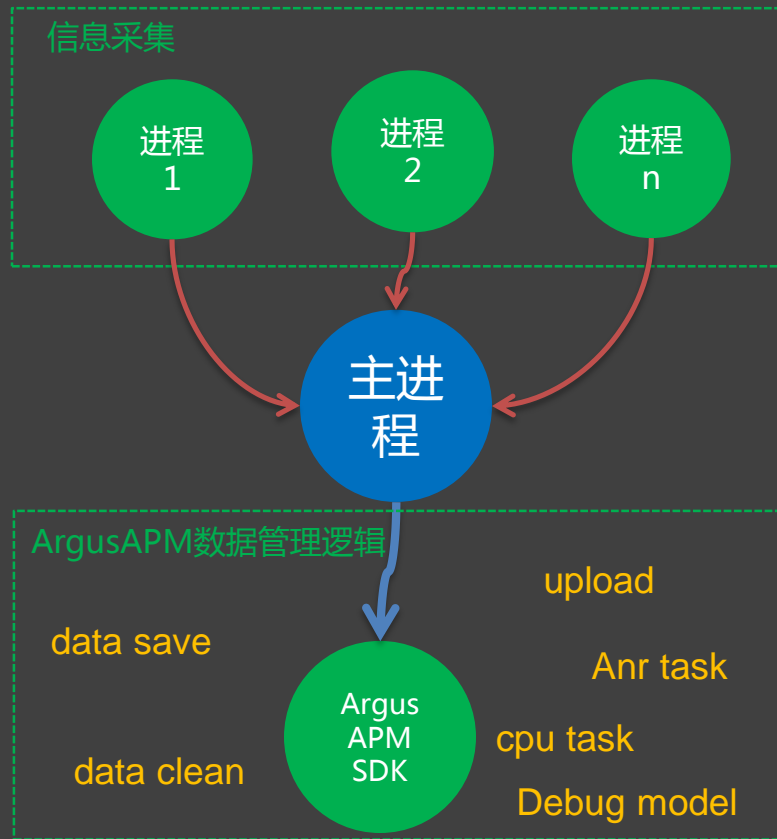 信息采集
进程
1
进程
2
进程
n
主进
程
ArgusAPM数据管理逻辑
upload
data save
Anr task
Argus
APM
SDK
cpu task
data clean
Debug model